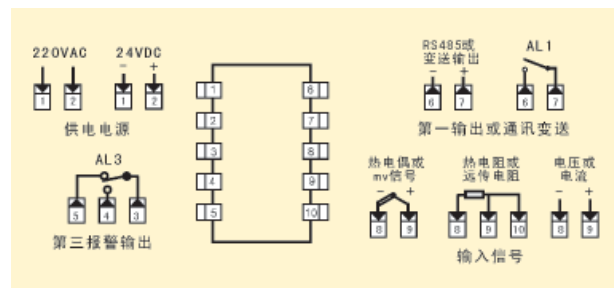 220VAC 24VDC
- +
1 2 1 2
供电电源
AL3
5 4 3
第三报警输出
1 6
2 7
3 8
4 9
5 10
RS485或
变送输出
- +
6 7
AL1
6 7
第一输出或通讯变送
热电偶或
mv信号
- +
8 9
热电阻或
远传电阻
8 9 10
电压或
电流
- +
8 9
输入信号